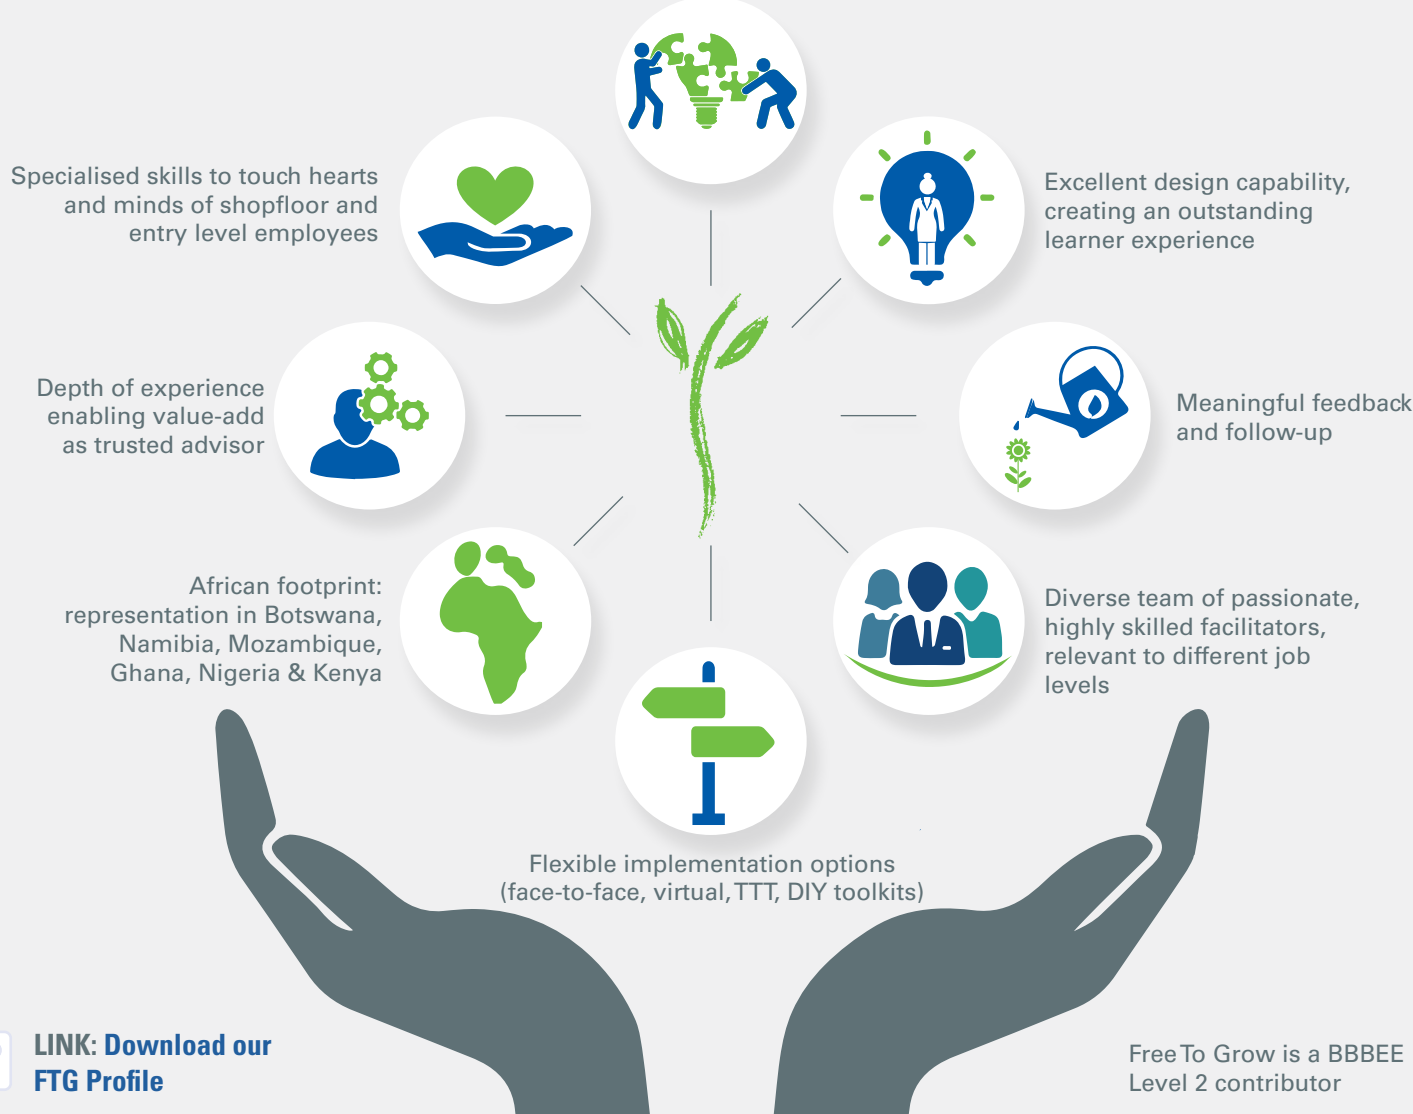 Specialised skills to touch hearts
and minds of shopfloor and
entry level employees
Excellent design capability,
creating an outstanding
learner experience
Depth of experience
enabling value-add
as trusted advisor
Meaningful feedback
and follow-up
African footprint:
representation in Botswana,
Namibia, Mozambique,
Ghana, Nigeria & Kenya
Diverse team of passionate,
highly skilled facilitators,
relevant to different job
levels
Flexible implementation options
(face-to-face, virtual, TTT, DIY toolkits)
LINK: Download our
FTG Profile
Free To Grow is a BBBEE
Level 2 contributor